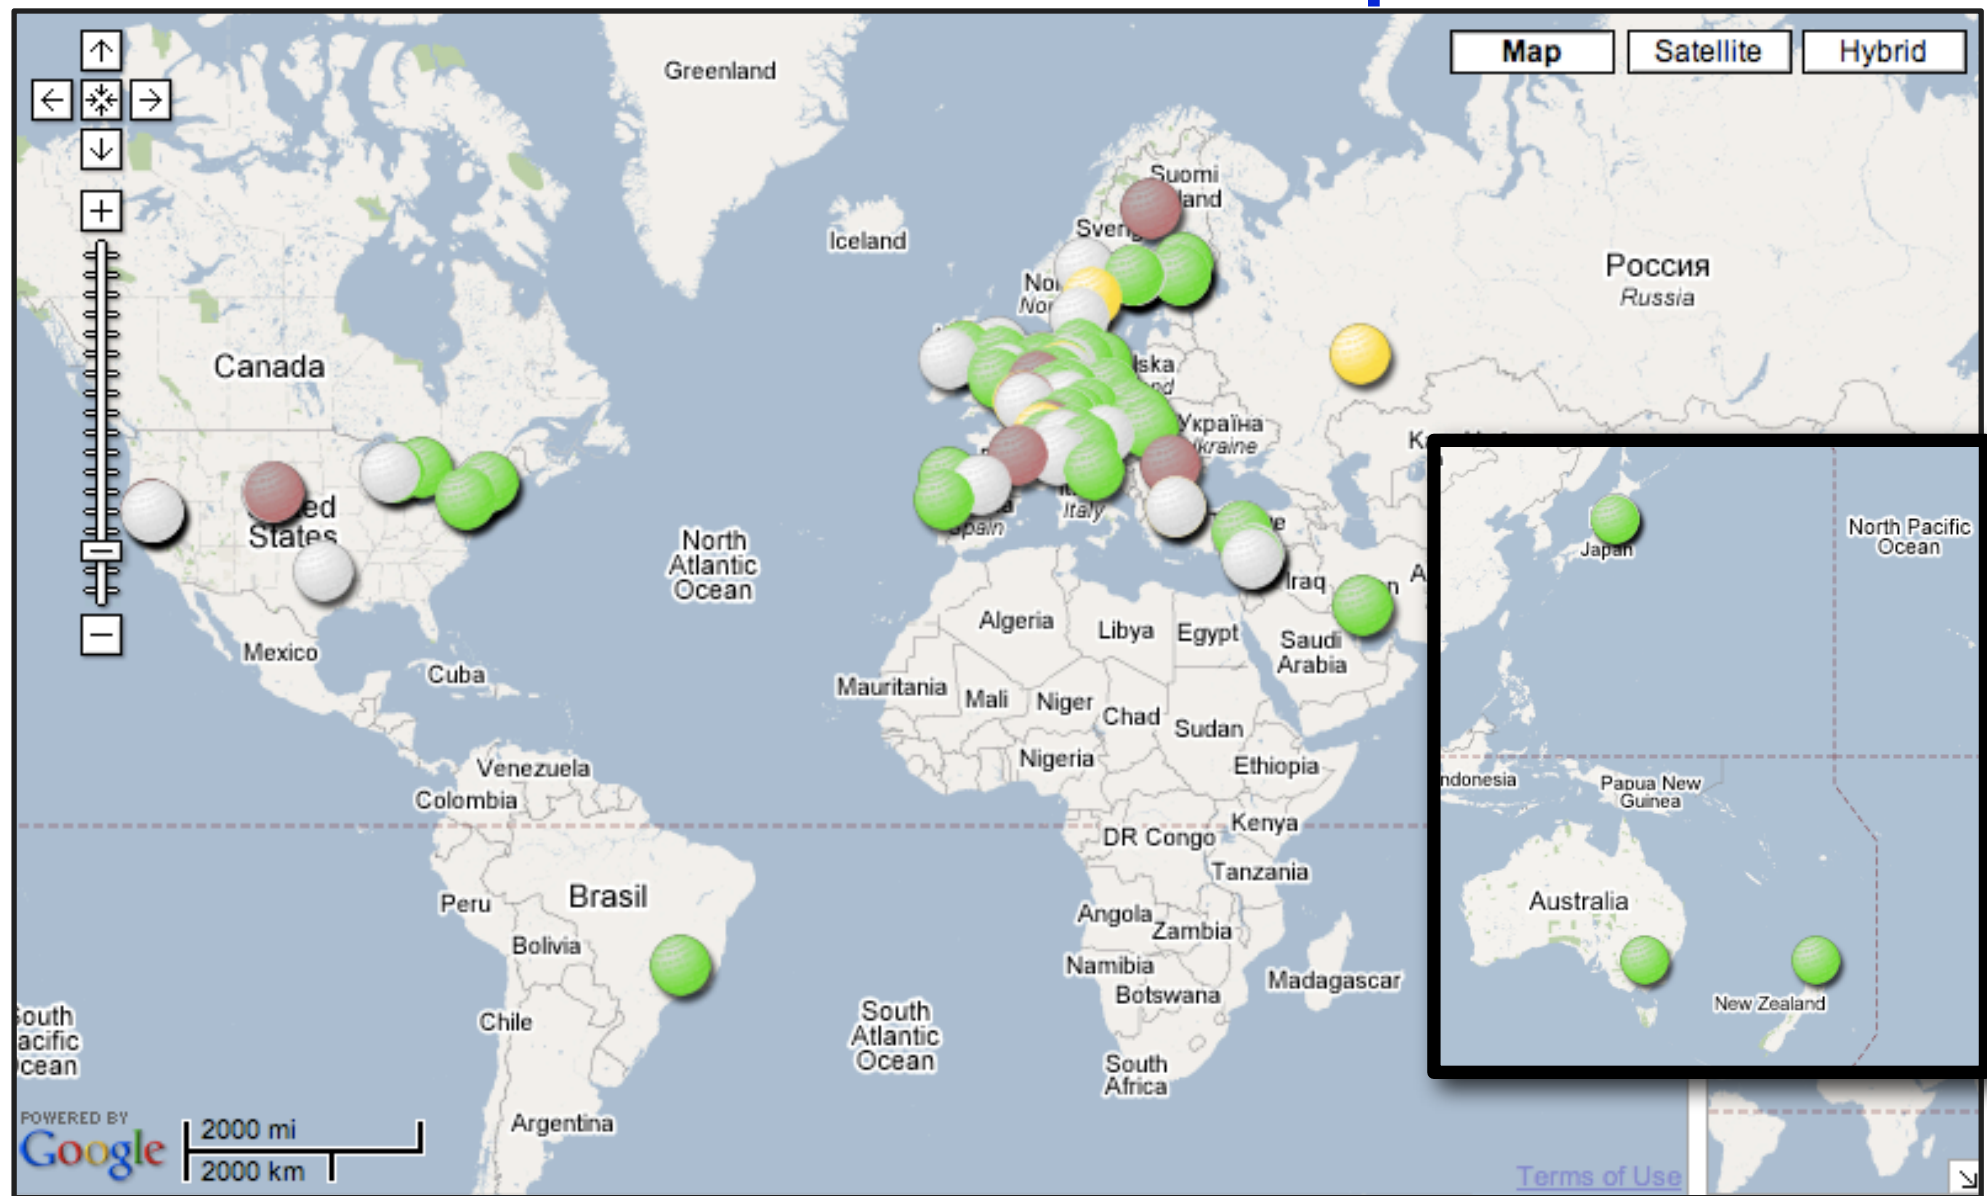 Map
Satellite
Hybrid
Greenland
Suomi
Iceland
Россия
Russia
Canada
Україна
States
North
Atlantic
Ocean
Italy
Spain
Iraq
Mexico
Cuba
Algeria
Libya
Egypt
Saudi
Arabia
Mauritania
Mali
Niger
Chad
Sudan
Nigeria
Ethiopia
Venezuela
Colombia
DR Congo
Kenya
Tanzania
Peru
Brasil
Bolivia
Angola
Zambia
Namibia
Botswana
Madagascar
Chile
South
Atlantic
Ocean
South
Africa
Argentina
Japan
North Pacific
Ocean
Papua New
Guinea
Australia
New Zealand
POWERED BY
Google
2000 mi
2000 km
Terms of Use